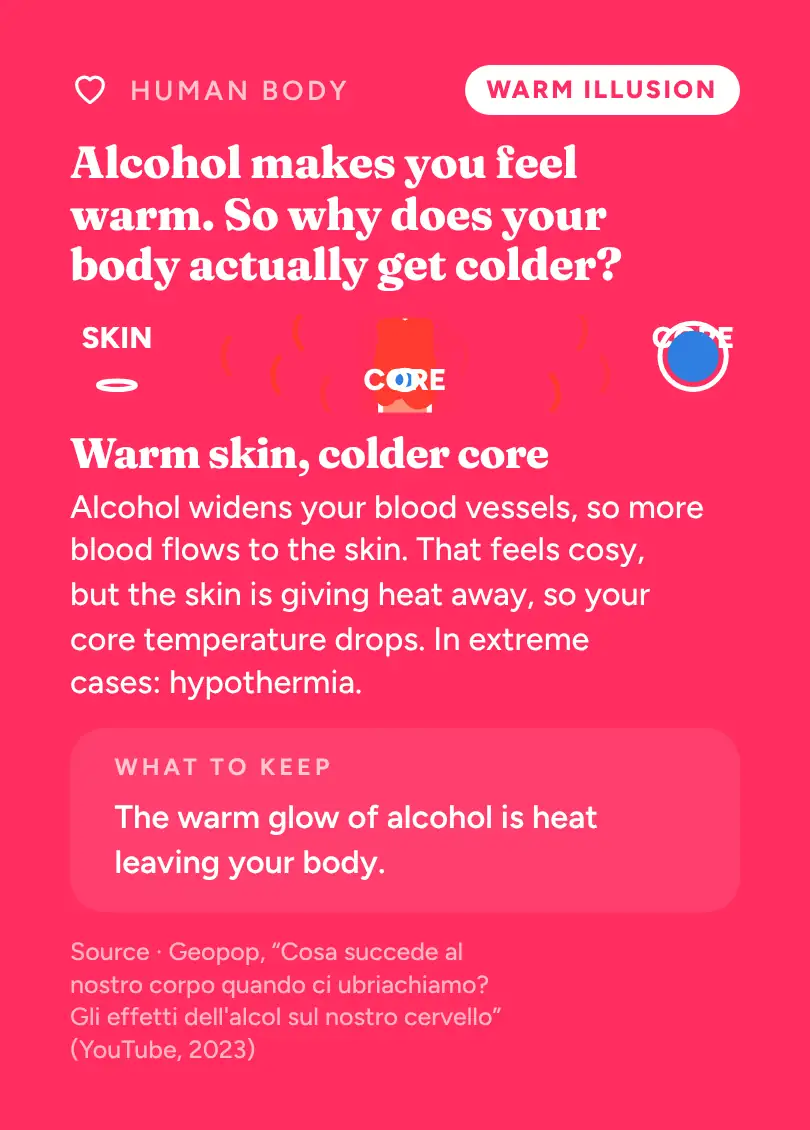 HUMAN BODY
WARM ILLUSION
Alcohol makes you feel
warm. So why does your
body actually get colder?
SKIN
CORE
CORE
Warm skin, colder core
Alcohol widens your blood vessels, so more
blood flows to the skin. That feels cosy,
but the skin is giving heat away, so your
core temperature drops. In extreme
cases: hypothermia.
WHAT TO KEEP
The warm glow of alcohol is heat
leaving your body.
Source · Geopop, “Cosa succede al
nostro corpo quando ci ubriachiamo?
Gli effetti dell'alcol sul nostro cervello”
(YouTube, 2023)